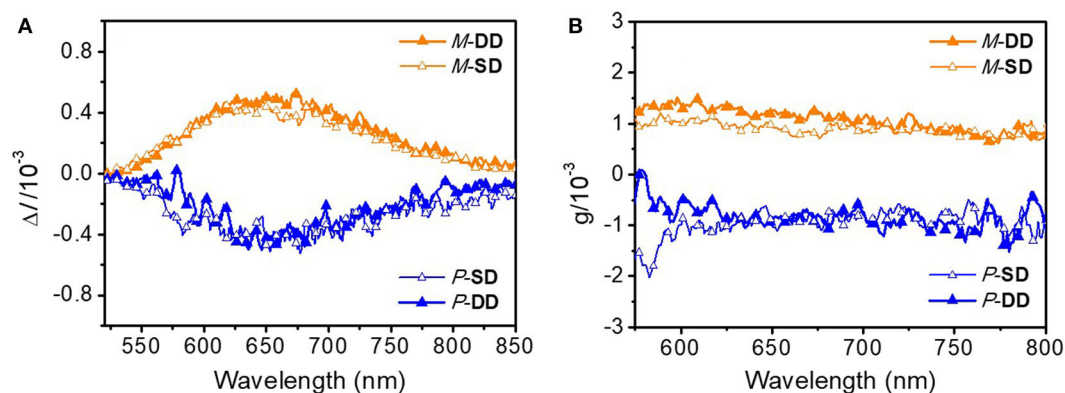 A
Δ/ /10⁻³
0.8
0.4
0.0
-0.4
-0.8
M-DD
M-SD
P-SD
P-DD
550 600 650 700 750 800 850
Wavelength (nm)
B
g/10⁻³
3
2
1
0
-1
-2
-3
M-DD
M-SD
P-SD
P-DD
600 650 700 750 800
Wavelength (nm)